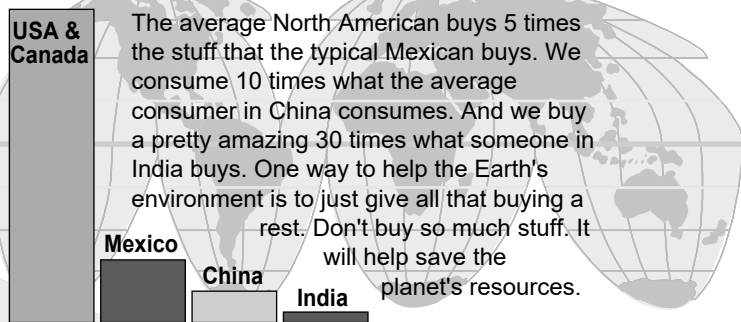 USA &
Canada
The average North American buys 5 times
the stuff that the typical Mexican buys. We
consume 10 times what the average
consumer in China consumes. And we buy
a pretty amazing 30 times what someone in
India buys. One way to help the Earth's
environment is to just give all that buying a
rest. Don't buy so much stuff. It
will help save the
planet's resources.
Mexico
China
India